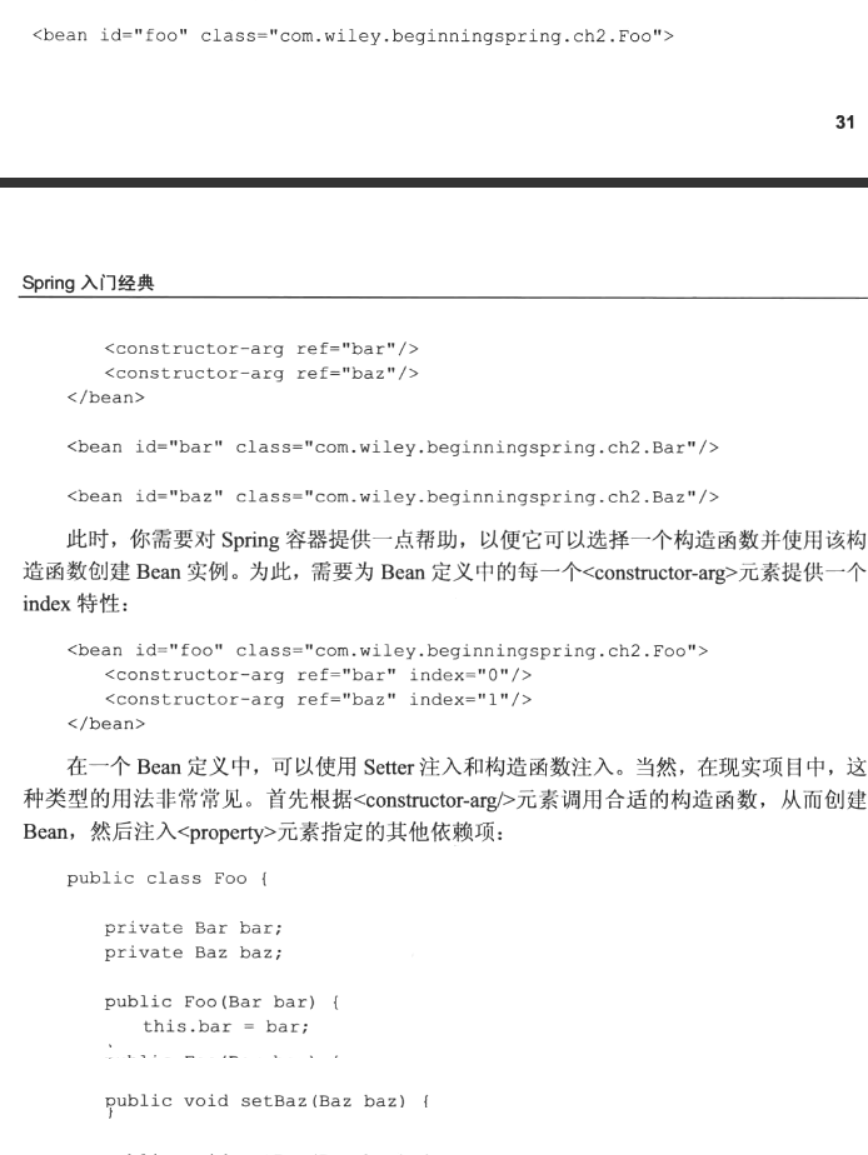 <bean id="foo" class="com.wiley.beginningspring.ch2.Foo">
31
Spring 入门经典
<constructor-arg ref="bar"/>
<constructor-arg ref="baz"/>
</bean>
<bean id="bar" class="com.wiley.beginningspring.ch2.Bar"/>
<bean id="baz" class="com.wiley.beginningspring.ch2.Baz"/>
此时，你需要对 Spring 容器提供一点帮助，以便它可以选择一个构造函数并使用该构
造函数创建 Bean 实例。为此，需要为 Bean 定义中的每一个<constructor-arg>元素提供一个
index 特性：
<bean id="foo" class="com.wiley.beginningspring.ch2.Foo">
<constructor-arg ref="bar" index="0"/>
<constructor-arg ref="baz" index="1"/>
</bean>
在一个 Bean 定义中，可以使用 Setter 注入和构造函数注入。当然，在现实项目中，这
种类型的用法非常常见。首先根据<constructor-arg/>元素调用合适的构造函数，从而创建
Bean，然后注入<property>元素指定的其他依赖项：
public class Foo {
private Bar bar;
private Baz baz;
public Foo(Bar bar) {
this.bar = bar;
public void setBaz(Baz baz) {
}